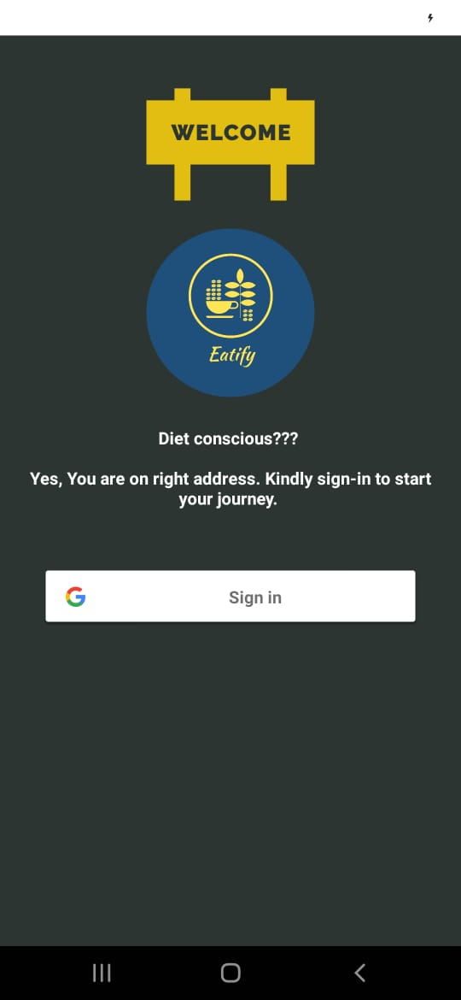 WELCOME
Eatify
Diet conscious???
Yes, You are on right address. Kindly sign-in to start
your journey.
Sign in